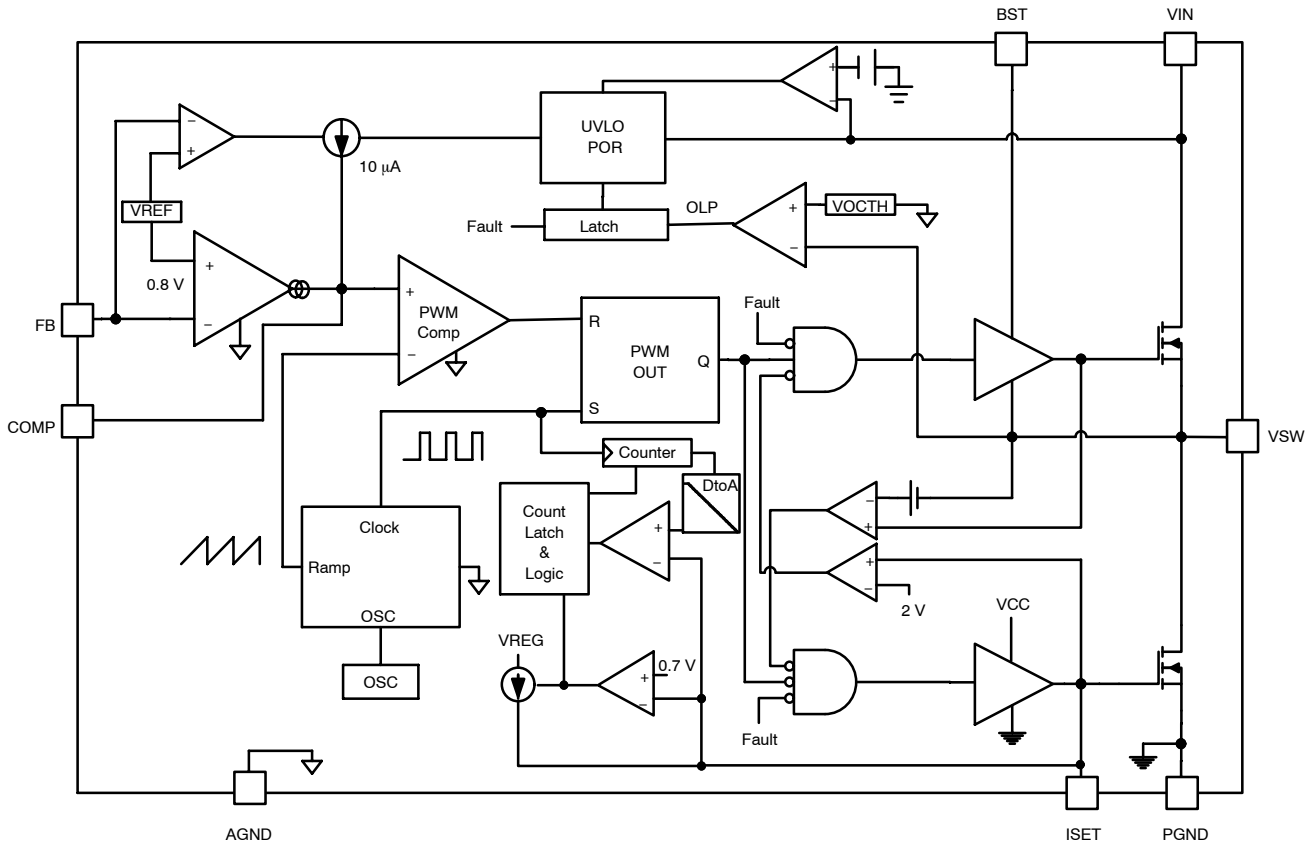 BST
VIN
UVLO
POR
10 μA
VREF
Fault
Latch
OLP
VOCTH
0.8 V
FB
PWM
Comp
R
PWM
OUT
Q
S
Fault
COMP
VSW
Counter
DtoA
Count
Latch
&
Logic
Clock
Ramp
OSC
OSC
2 V
VREG
0.7 V
VCC
Fault
AGND
ISET
PGND